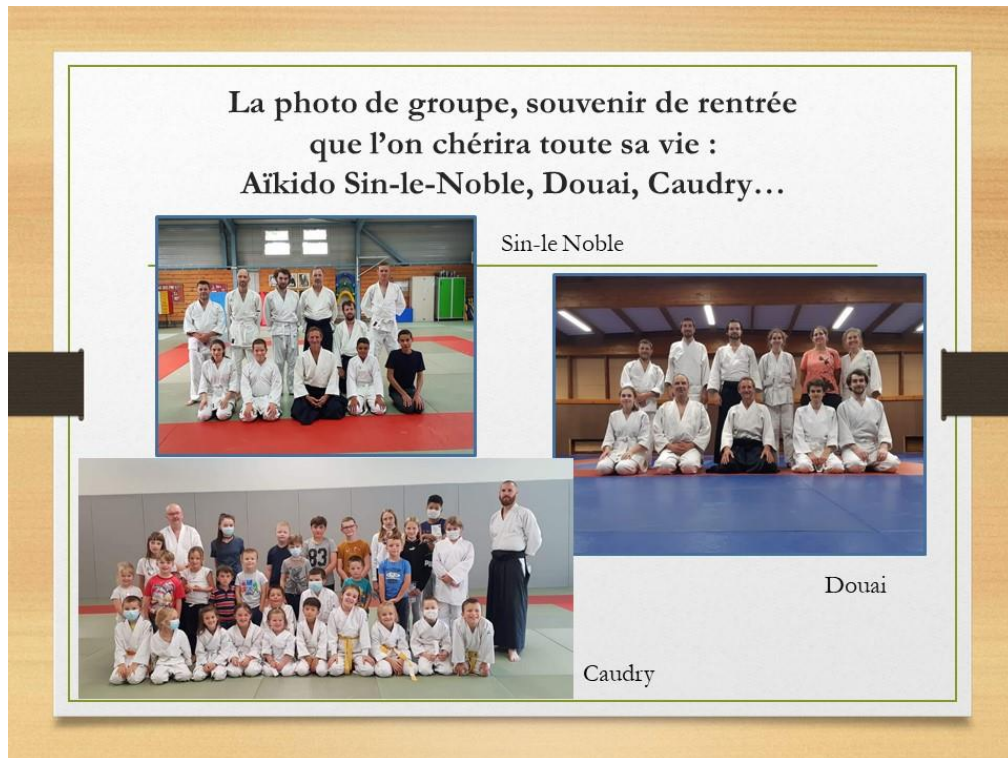 La photo de groupe, souvenir de rentrée
que l’on chérira toute sa vie :
Aïkido Sin-le-Noble, Douai, Caudry…
Sin-le Noble
83
Douai
Caudry